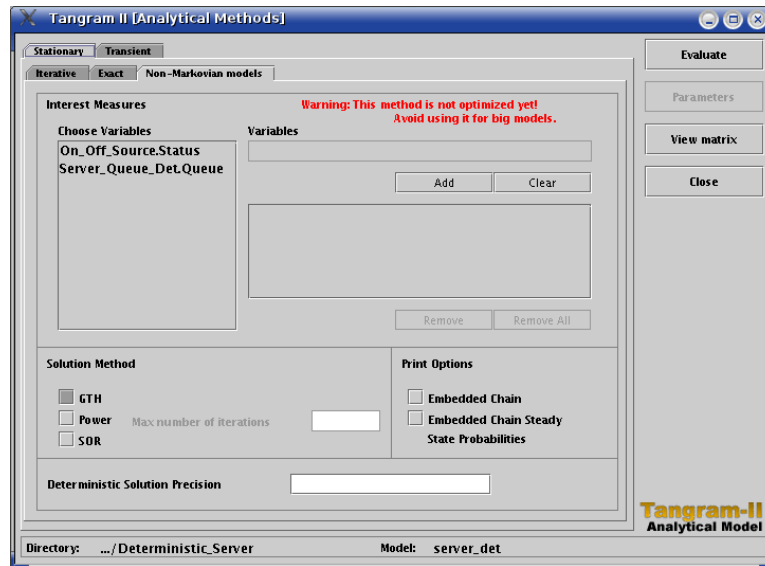 Tangram II [Analytical Methods]
Stationary Transient
Iterative Exact Non-Markovian models
Interest Measures
Warning: This method is not optimized yet!
Avoid using it for big models.
Choose Variables
Variables
On_Off_Source.Status
Server_Queue_Det.Queue
Add Clear
Remove Remove All
Solution Method
GTH
Power Max number of iterations
SOR
Print Options
Embedded Chain
Embedded Chain Steady
State Probabilities
Deterministic Solution Precision
Evaluate
Parameters
View matrix
Close
Tangram-II
Analytical Model
Directory: .../Deterministic_Server Model: server_det